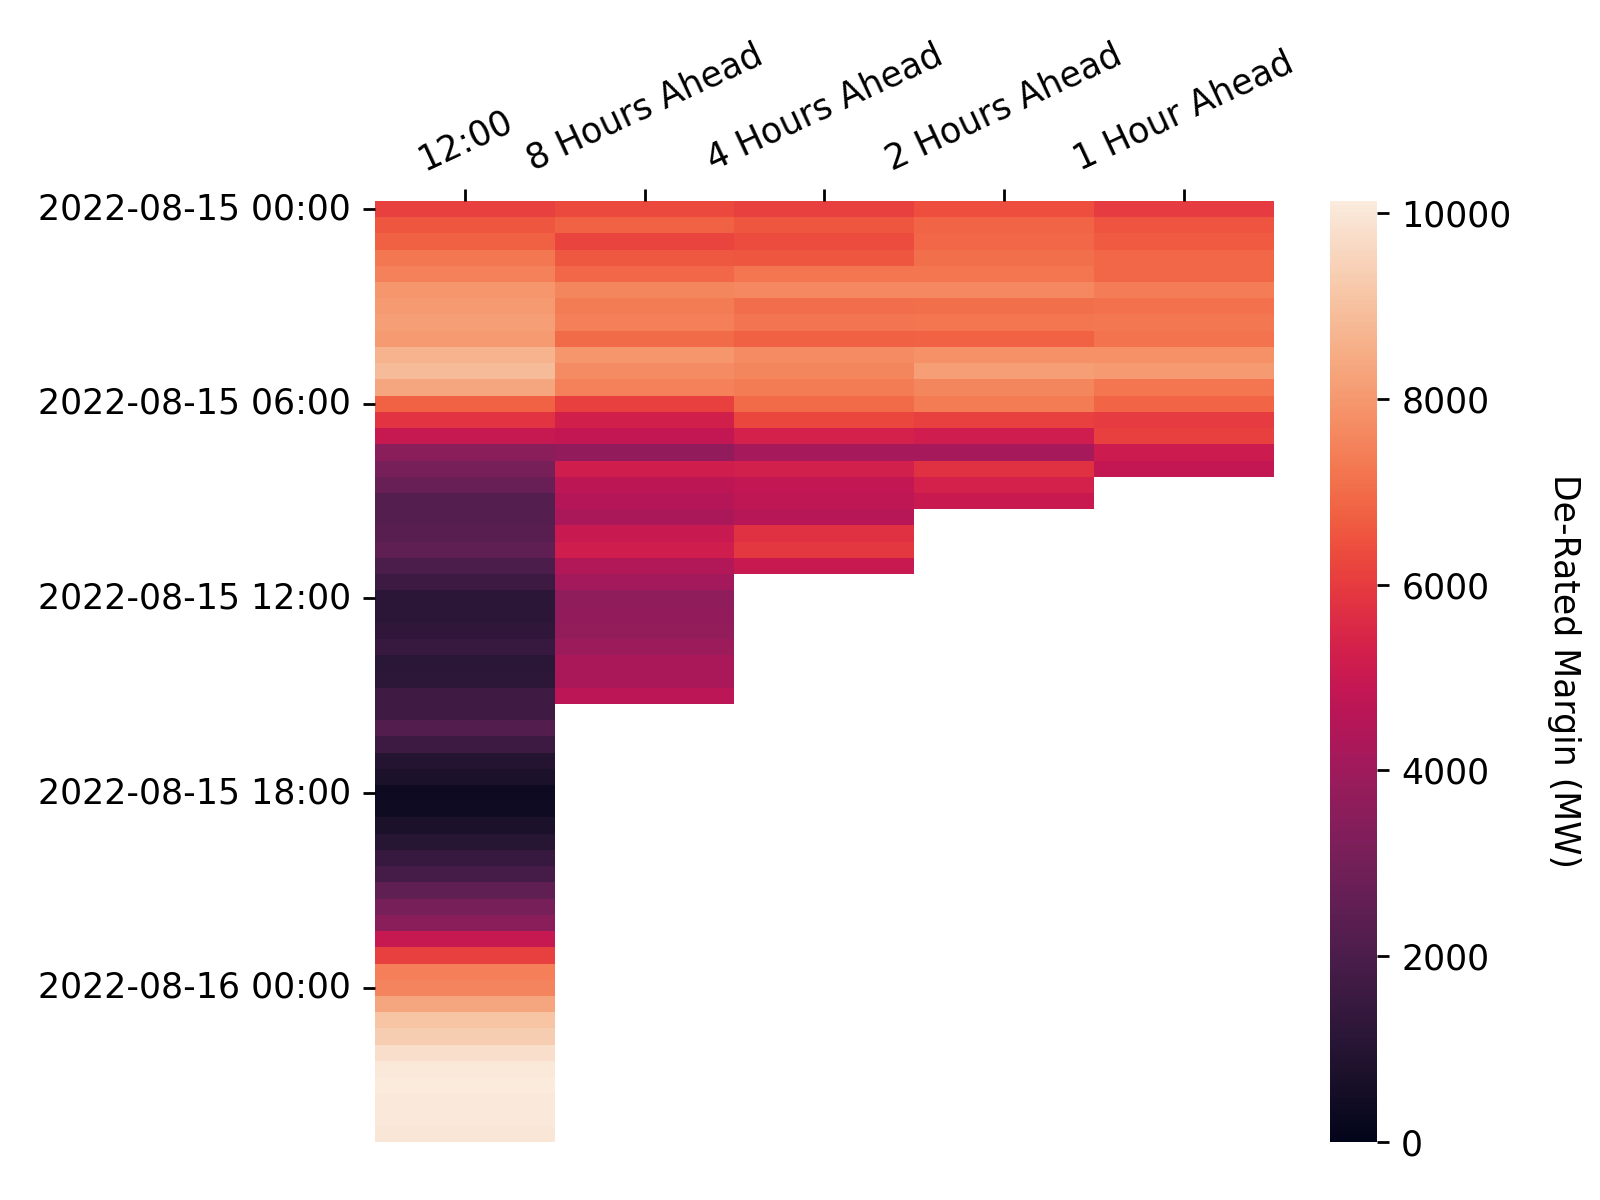 12:00
8 Hours Ahead
4 Hours Ahead
2 Hours Ahead
1 Hour Ahead
2022-08-15 00:00
2022-08-15 06:00
2022-08-15 12:00
2022-08-15 18:00
2022-08-16 00:00
10000
8000
6000
4000
2000
0
De-Rated Margin (MW)